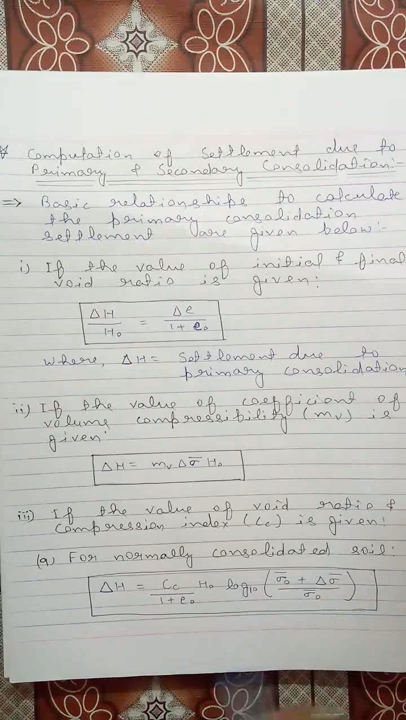 ☆ Computation of Settlement due to
Primary & Secondary Consolidation:-
⇒ Basic relationships to calculate
the primary consolidation
settlement are given below:-
i) If the value of initial & final
void ratio is given:
ΔH/H₀ = Δe/(1 + e₀)
where, ΔH = Settlement due to
primary consolidation
ii) If the value of coefficient of
volume compressibility (mᵥ) is
given:
ΔH = mᵥ Δσ̅ H₀
iii) If the value of void ratio &
compression index (Cc) is given:
(a) For normally consolidated soil:
ΔH = Cc/(1 + e₀) H₀ log₁₀ ((σ̅₀ + Δσ̅)/σ̅₀)